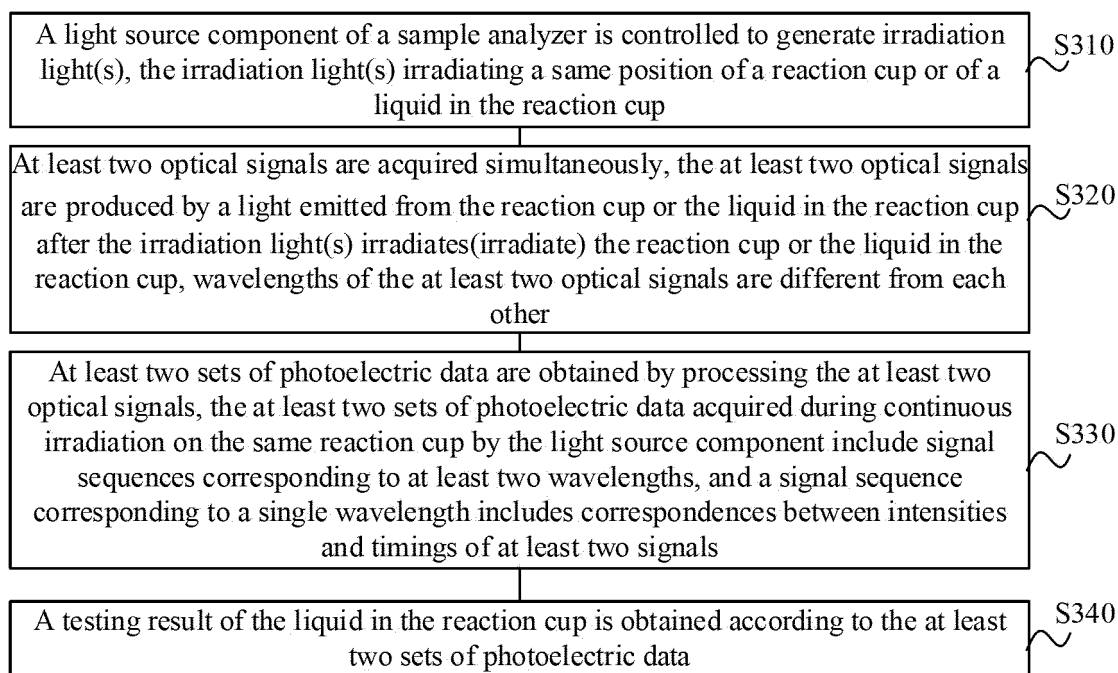 A light source component of a sample analyzer is controlled to generate irradiation
light(s), the irradiation light(s) irradiating a same position of a reaction cup or of a
liquid in the reaction cup
S310
At least two optical signals are acquired simultaneously, the at least two optical signals
are produced by a light emitted from the reaction cup or the liquid in the reaction cup
after the irradiation light(s) irradiates(irradiate) the reaction cup or the liquid in the
reaction cup, wavelengths of the at least two optical signals are different from each
other
S320
At least two sets of photoelectric data are obtained by processing the at least two
optical signals, the at least two sets of photoelectric data acquired during continuous
irradiation on the same reaction cup by the light source component include signal
sequences corresponding to at least two wavelengths, and a signal sequence
corresponding to a single wavelength includes correspondences between intensities
and timings of at least two signals
S330
A testing result of the liquid in the reaction cup is obtained according to the at least
two sets of photoelectric data
S340